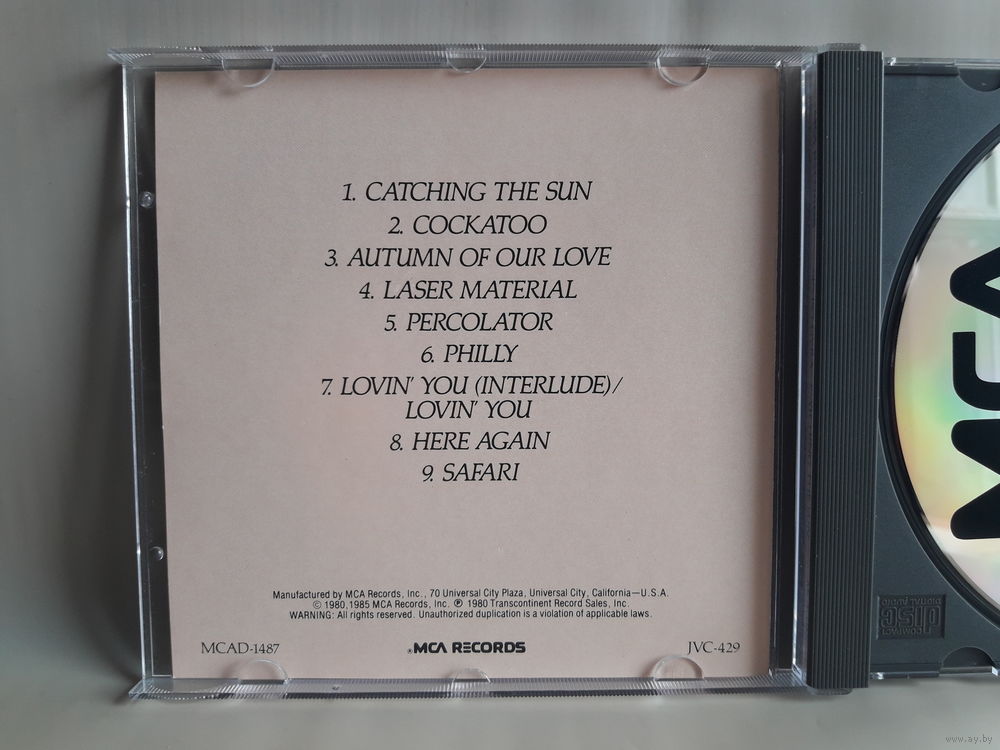 1. CATCHING THE SUN
2. COCKATOO
3. AUTUMN OF OUR LOVE
4. LASER MATERIAL
5. PERCOLATOR
6. PHILLY
7. LOVIN' YOU (INTERLUDE)/
LOVIN' YOU
8. HERE AGAIN
9. SAFARI
Manufactured by MCA Records, Inc., 70 Universal City Plaza, Universal City, California—U.S.A.
© 1980,1985 MCA Records, Inc. ℗ 1980 Transcontinent Record Sales, Inc.
WARNING: All rights reserved. Unauthorized duplication is a violation of applicable laws.
MCAD-1487
MCA RECORDS
JVC-429
MCA
COMPACT
disc
DIGITAL AUDIO
www.ay.by